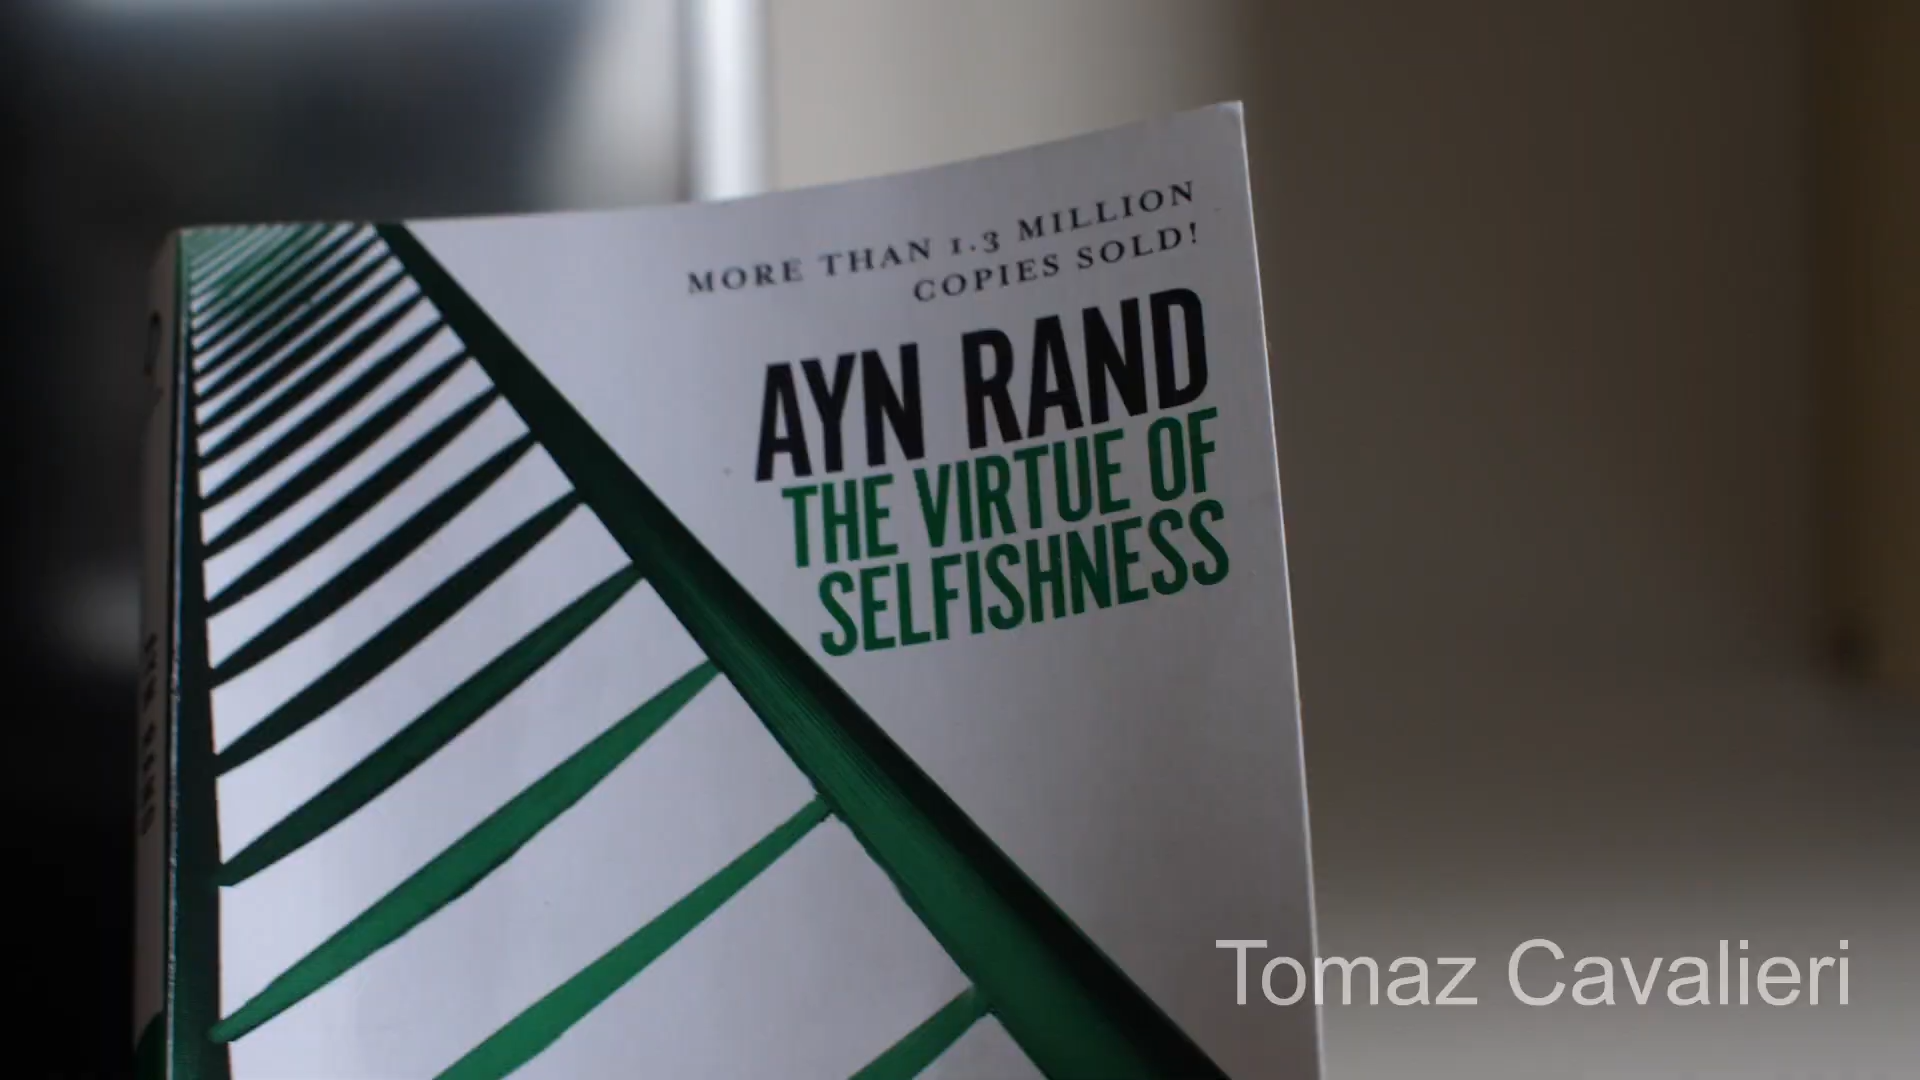 MORE THAN 1.3 MILLION
COPIES SOLD!
AYN RAND
THE VIRTUE OF
SELFISHNESS
Tomaz Cavalieri